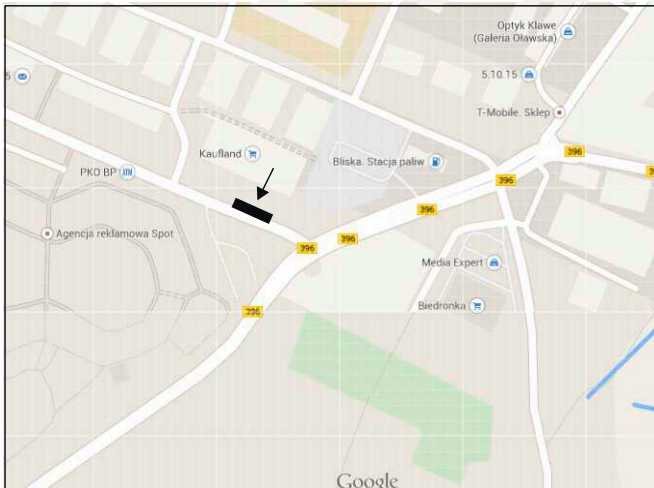 Optyk Klawe
(Galeria Oławska)
5.10.15
T-Mobile. Sklep
Kaufland
Bliska. Stacja paliw
396
396
396
PKO BP
Agencja reklamowa Spot
396
396
Media Expert
Biedronka
396
Google